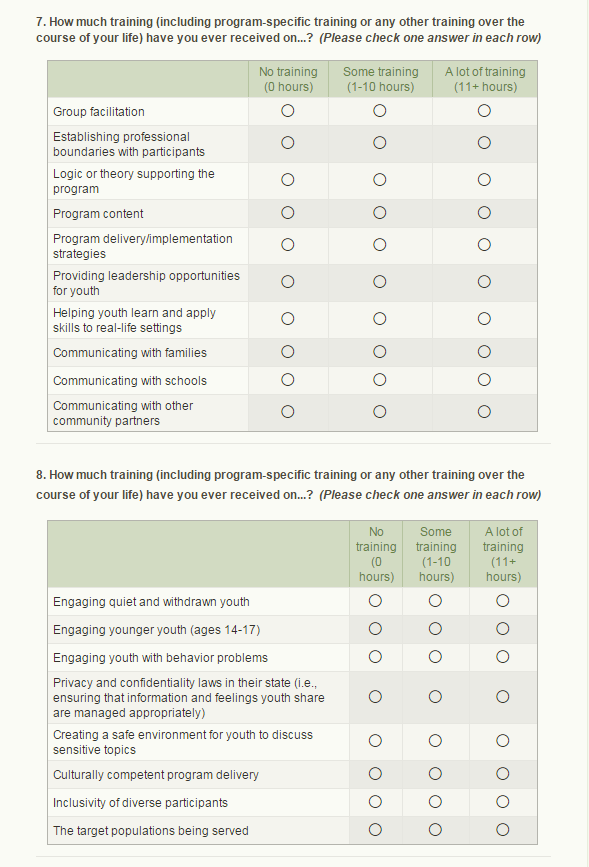 7. How much training (including program-specific training or any other training over the
course of your life) have you ever received on...? (Please check one answer in each row)
No training
(0 hours)
Some training
(1-10 hours)
A lot of training
(11+ hours)
Group facilitation
Establishing professional
boundaries with participants
Logic or theory supporting the
program
Program content
Program delivery/implementation
strategies
Providing leadership opportunities
for youth
Helping youth learn and apply
skills to real-life settings
Communicating with families
Communicating with schools
Communicating with other
community partners
8. How much training (including program-specific training or any other training over the
course of your life) have you ever received on...? (Please check one answer in each row)
No
training
(0
hours)
Some
training
(1-10
hours)
A lot of
training
(11+
hours)
Engaging quiet and withdrawn youth
Engaging younger youth (ages 14-17)
Engaging youth with behavior problems
Privacy and confidentiality laws in their state (i.e.,
ensuring that information and feelings youth share
are managed appropriately)
Creating a safe environment for youth to discuss
sensitive topics
Culturally competent program delivery
Inclusivity of diverse participants
The target populations being served